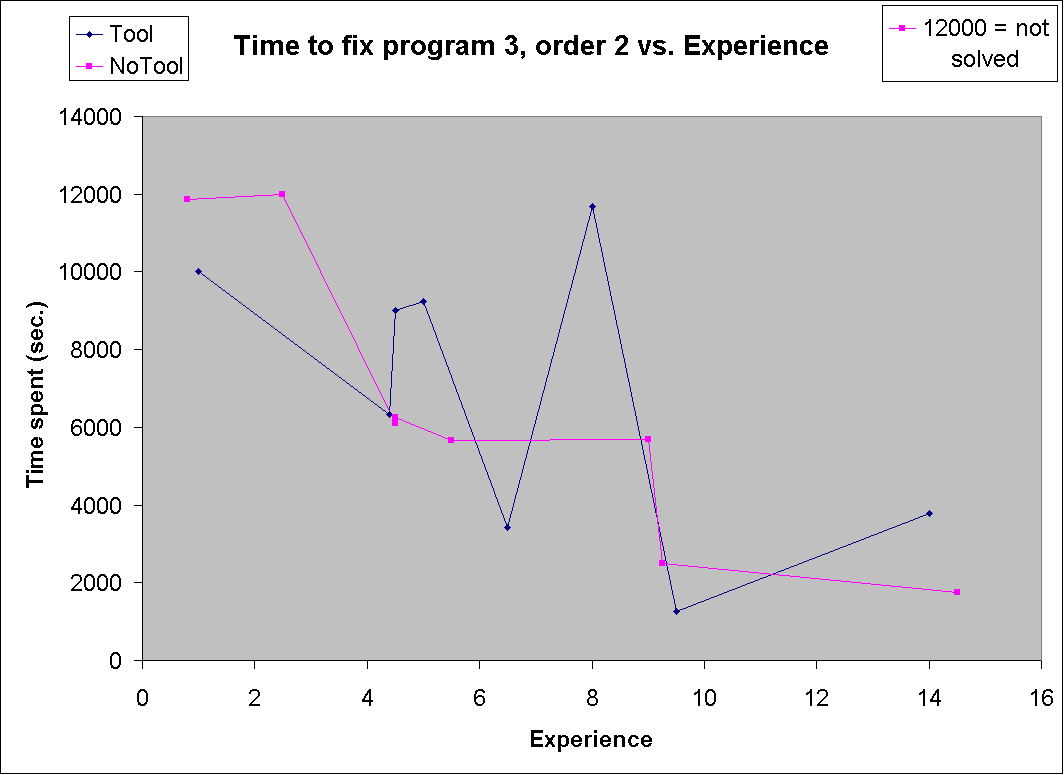 Tool
NoTool
Time to fix program 3, order 2 vs. Experience
12000 = not
solved
14000
12000
10000
8000
6000
4000
2000
0
Time spent (sec.)
0 2 4 6 8 10 12 14 16
Experience